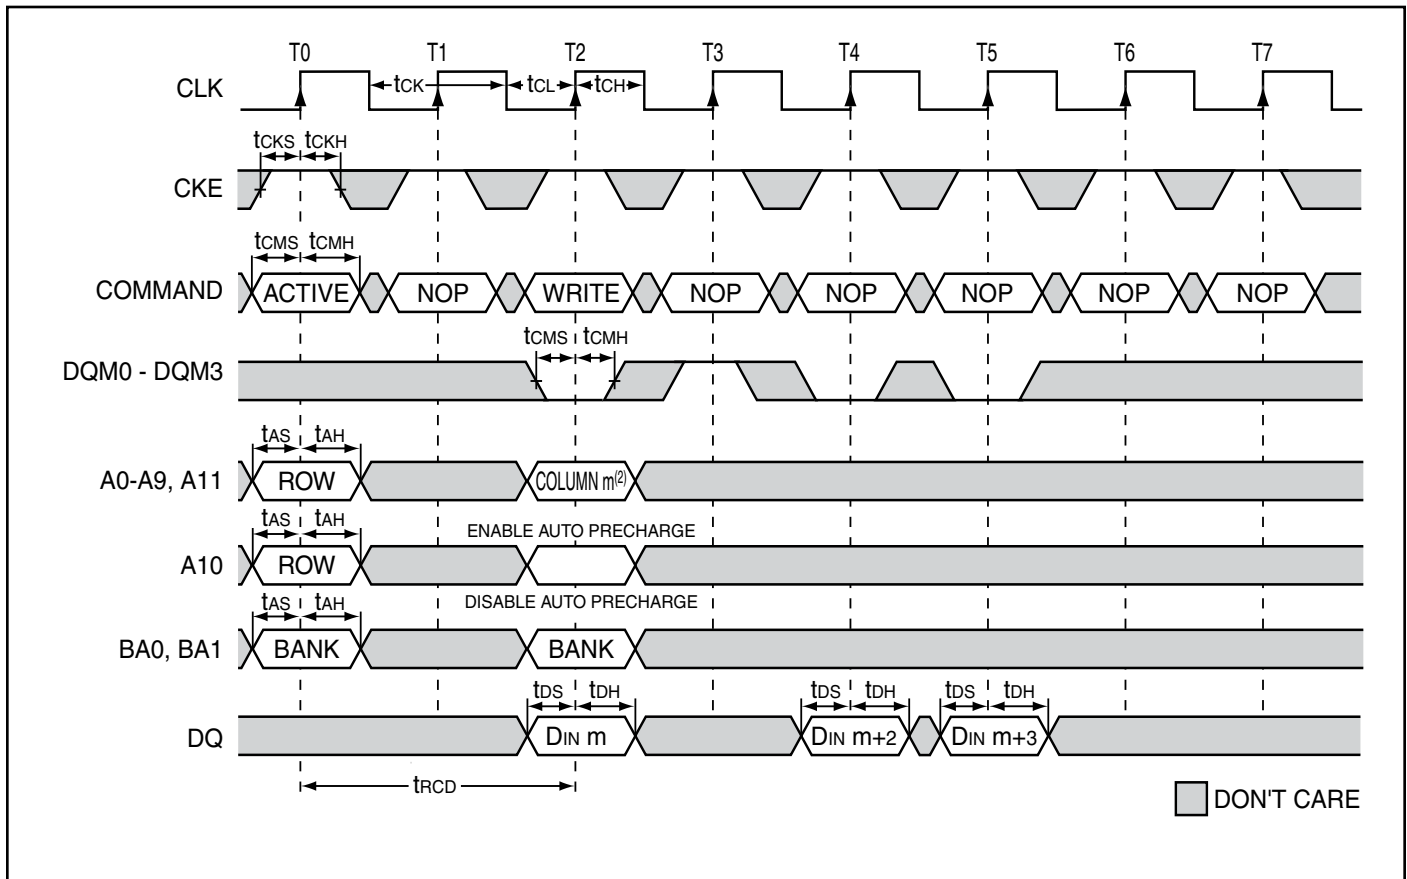 T0 T1 T2 T3 T4 T5 T6 T7
CLK tCK tCL tCH
tCKS tCKH
CKE
tCMS tCMH
COMMAND ACTIVE NOP WRITE NOP NOP NOP NOP NOP
tCMS tCMH
DQM0 - DQM3
tAS tAH
A0-A9, A11 ROW COLUMN m(2)
tAS tAH ENABLE AUTO PRECHARGE
A10 ROW
tAS tAH DISABLE AUTO PRECHARGE
BA0, BA1 BANK BANK
tDS tDH tDS tDH tDS tDH
DQ DIN m DIN m+2 DIN m+3
tRCD
DON'T CARE